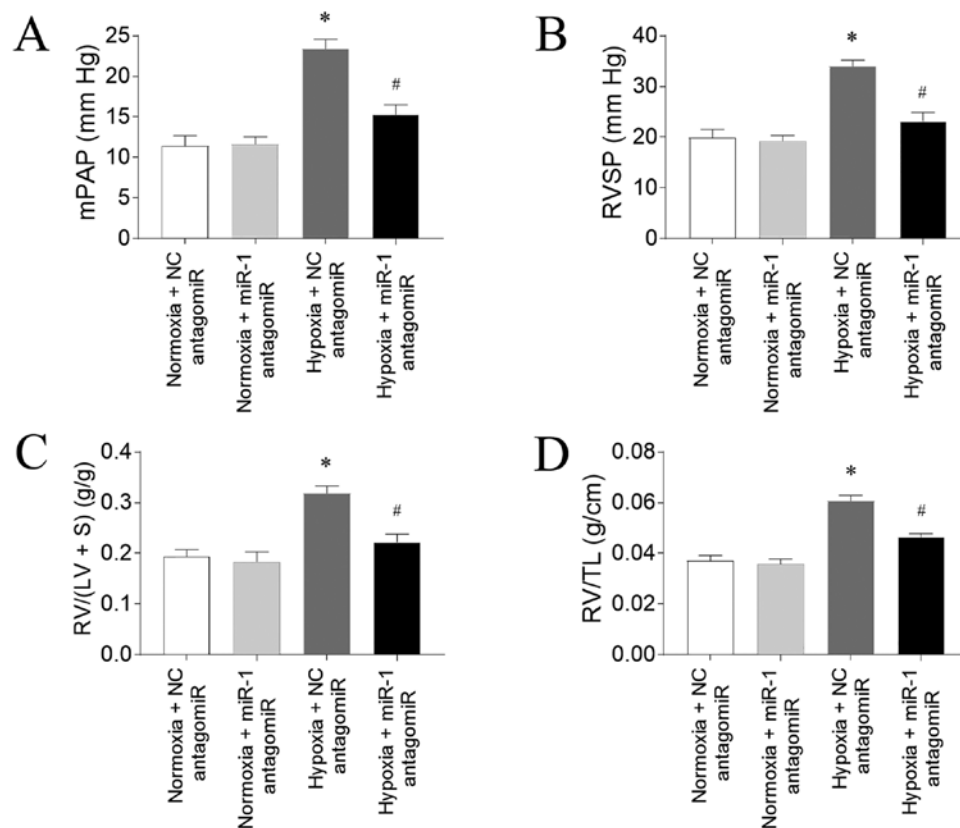 A
mPAP (mm Hg)
25
20
15
10
5
0
*
#
Normoxia + NC
antagomiR
Normoxia + miR-1
antagomiR
Hypoxia + NC
antagomiR
Hypoxia + miR-1
antagomiR
B
RVSP (mm Hg)
40
30
20
10
0
*
#
Normoxia + NC
antagomiR
Normoxia + miR-1
antagomiR
Hypoxia + NC
antagomiR
Hypoxia + miR-1
antagomiR
C
RV/(LV + S) (g/g)
0.4
0.3
0.2
0.1
0.0
*
#
Normoxia + NC
antagomiR
Normoxia + miR-1
antagomiR
Hypoxia + NC
antagomiR
Hypoxia + miR-1
antagomiR
D
RV/TL (g/cm)
0.08
0.06
0.04
0.02
0.00
*
#
Normoxia + NC
antagomiR
Normoxia + miR-1
antagomiR
Hypoxia + NC
antagomiR
Hypoxia + miR-1
antagomiR